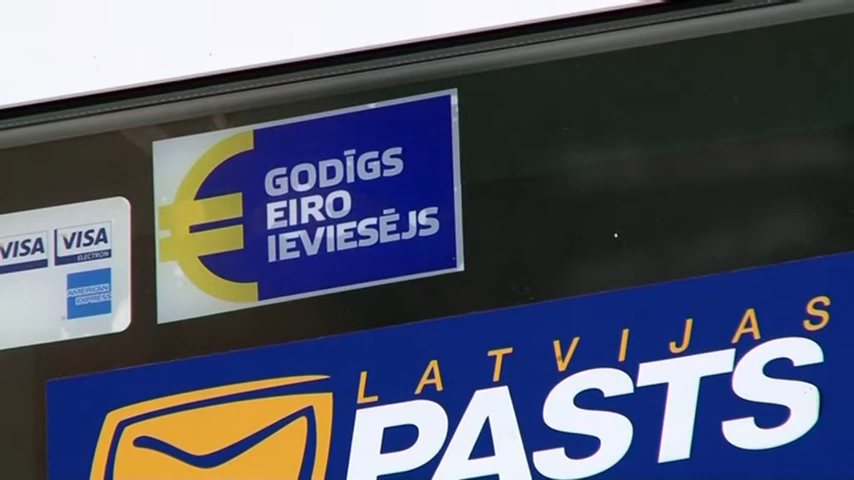 GODĪGS
EIRO
IEVIESĒJS
VISA
VISA
ELECTRON
AMERICAN
EXPRESS
LATVIJAS
PASTS